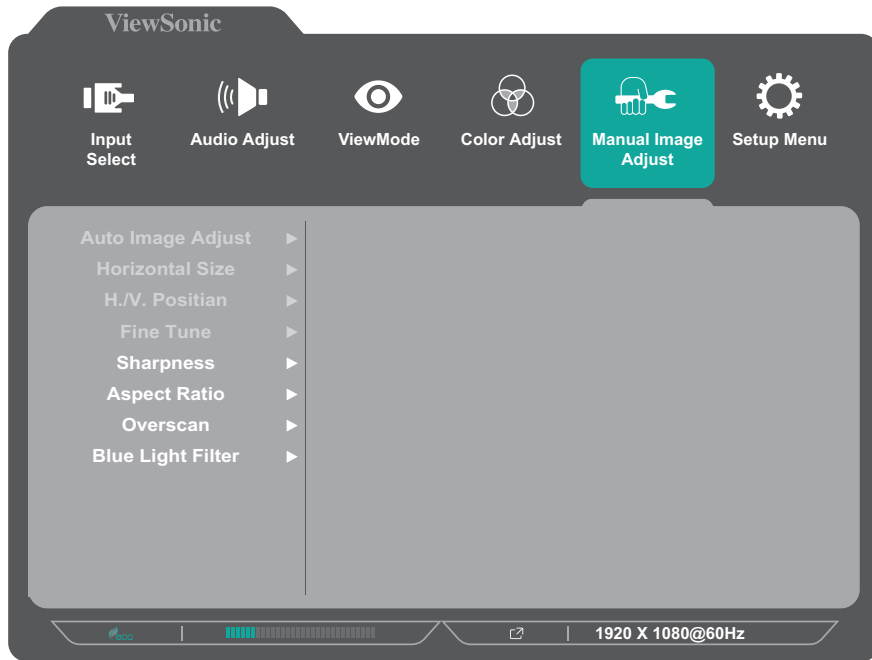 ViewSonic
Input
Select
Audio Adjust
ViewMode
Color Adjust
Manual Image
Adjust
Setup Menu
Auto Image Adjust
Horizontal Size
H./V. Positian
Fine Tune
Sharpness
Aspect Ratio
Overscan
Blue Light Filter
eco
1920 X 1080@60Hz